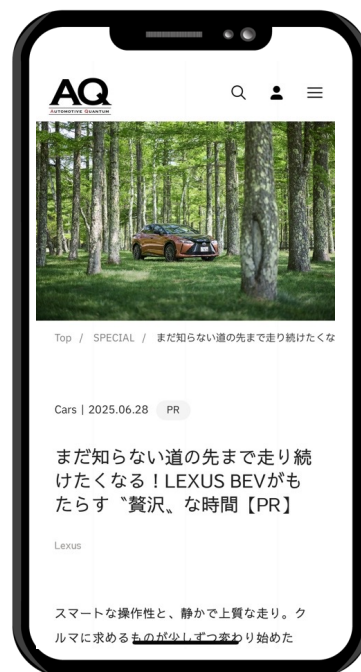 AQ
AUTOMOTIVE QUANTUM
Top / SPECIAL / まだ知らない道の先まで走り続けたくな
Cars | 2025.06.28 PR
まだ知らない道の先まで走り続
けたくなる！LEXUS BEVがも
たらす〝贅沢〟な時間【PR】
Lexus
スマートな操作性と、静かで上質な走り。ク
ルマに求めるものが少しずつ変わり始めた